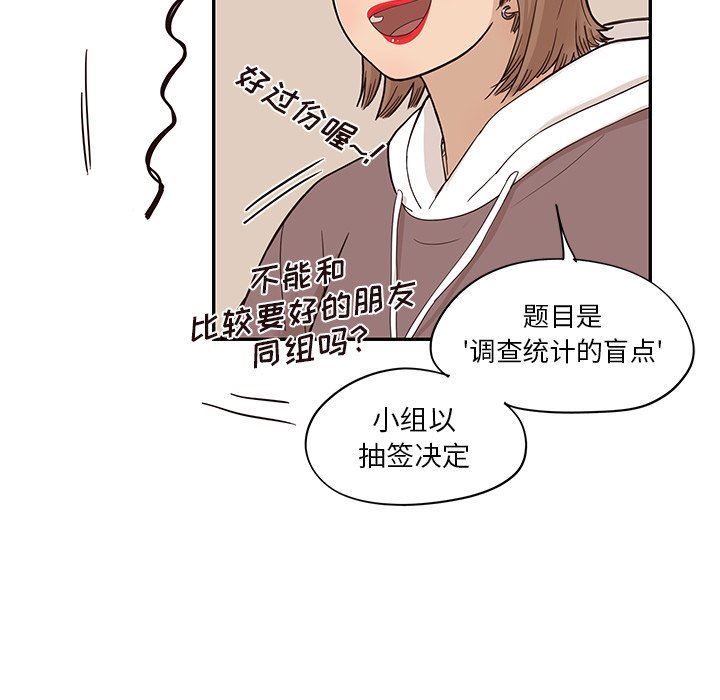 好过份喔~!
不能和
比较要好的朋友
同组吗?
题目是
'调查统计的盲点'
小组以
抽签决定